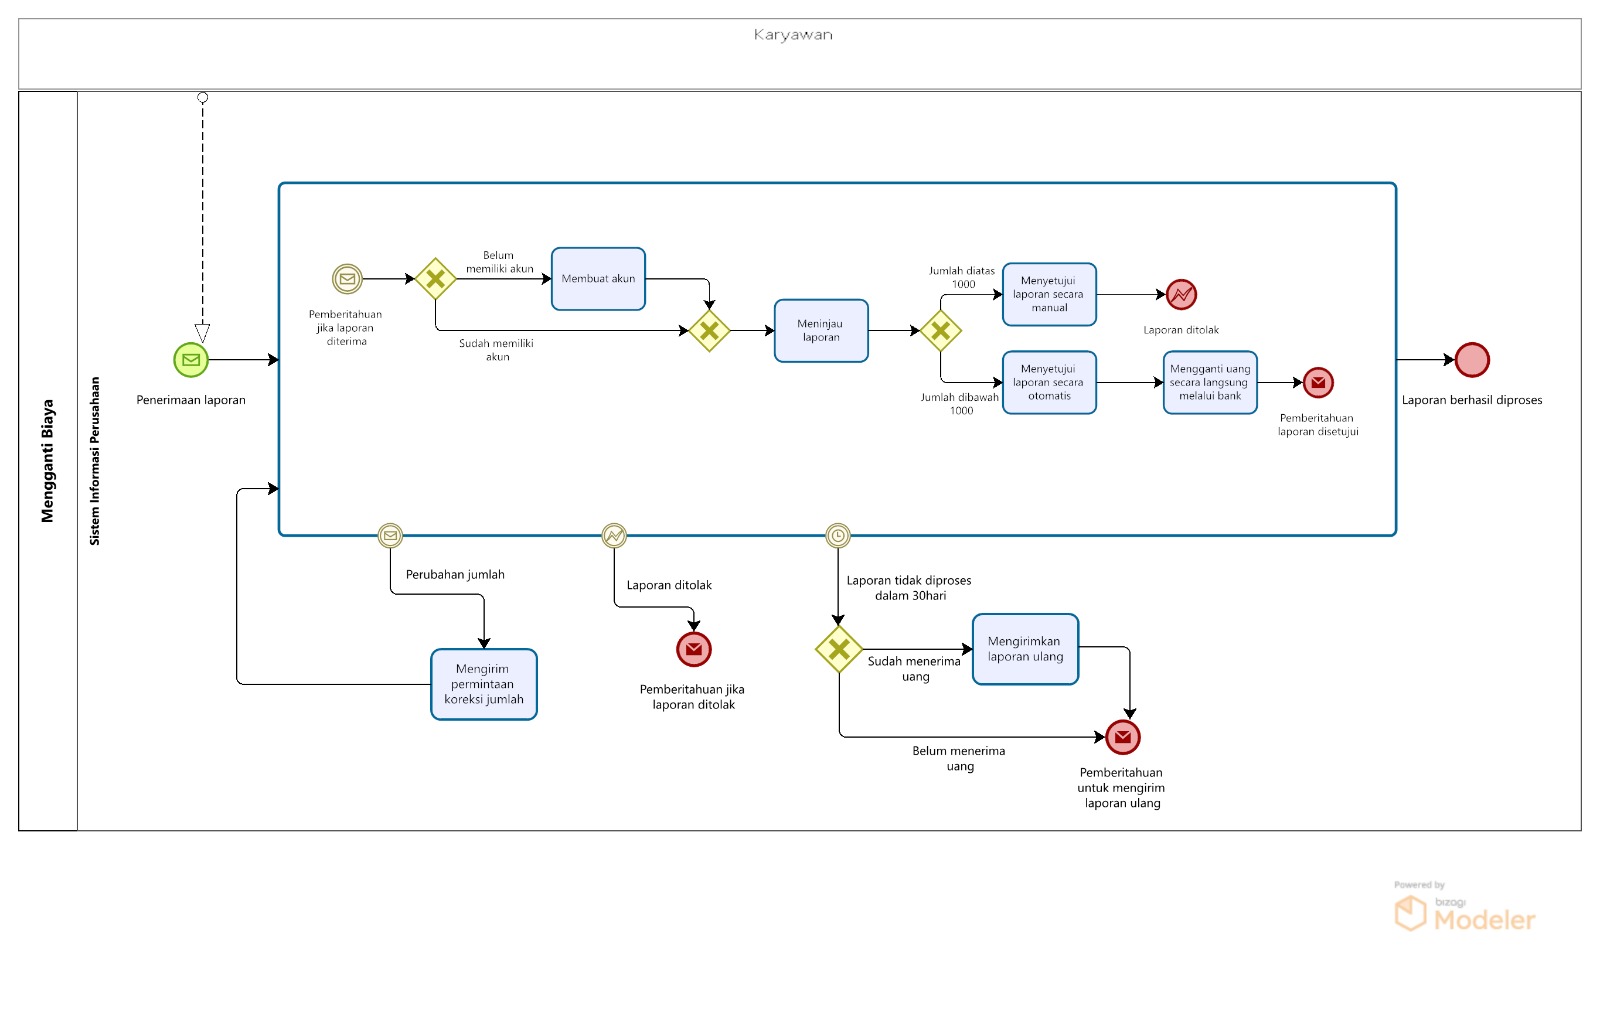 Karyawan
Mengganti Biaya
Sistem Informasi Perusahaan
Penerimaan laporan
Pemberitahuan
jika laporan
diterima
Belum
memiliki akun
Membuat akun
Sudah memiliki
akun
Meninjau
laporan
Jumlah diatas
1000
Menyetujui
laporan secara
manual
Laporan ditolak
Jumlah dibawah
1000
Menyetujui
laporan secara
otomatis
Mengganti uang
secara langsung
melalui bank
Pemberitahuan
laporan disetujui
Laporan berhasil diproses
Perubahan jumlah
Mengirim
permintaan
koreksi jumlah
Laporan ditolak
Pemberitahuan jika
laporan ditolak
Laporan tidak diproses
dalam 30hari
Sudah menerima
uang
Mengirimkan
laporan ulang
Belum menerima
uang
Pemberitahuan
untuk mengirim
laporan ulang
Powered by
bizagi
Modeler